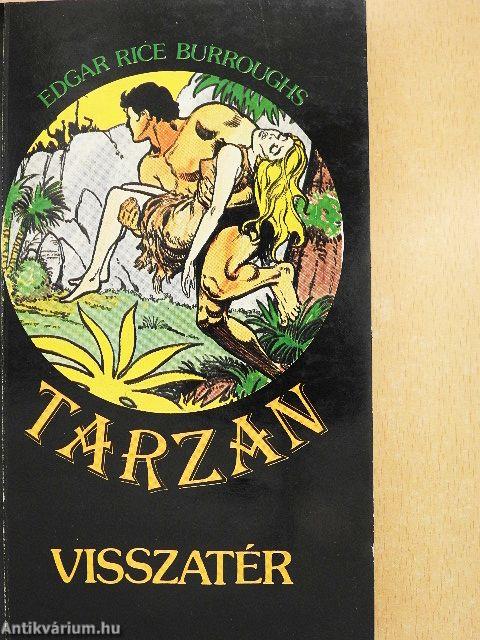 EDGAR RICE BURROUGHS
TARZAN
VISSZATÉR
Antikvárium.hu